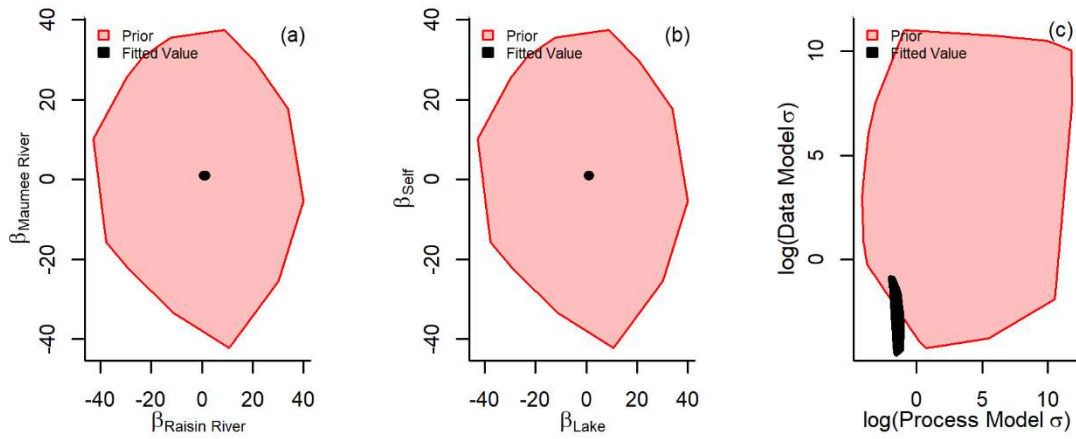 (a)
Prior
Fitted Value
40
20
0
-20
-40
βMaumee River
-40 -20 0 20 40
βRaisin River
(b)
Prior
Fitted Value
40
20
0
-20
-40
βSelf
-40 -20 0 20 40
βLake
(c)
Prior
Fitted Value
10
5
0
log(Data Model σ)
0 5 10
log(Process Model σ)